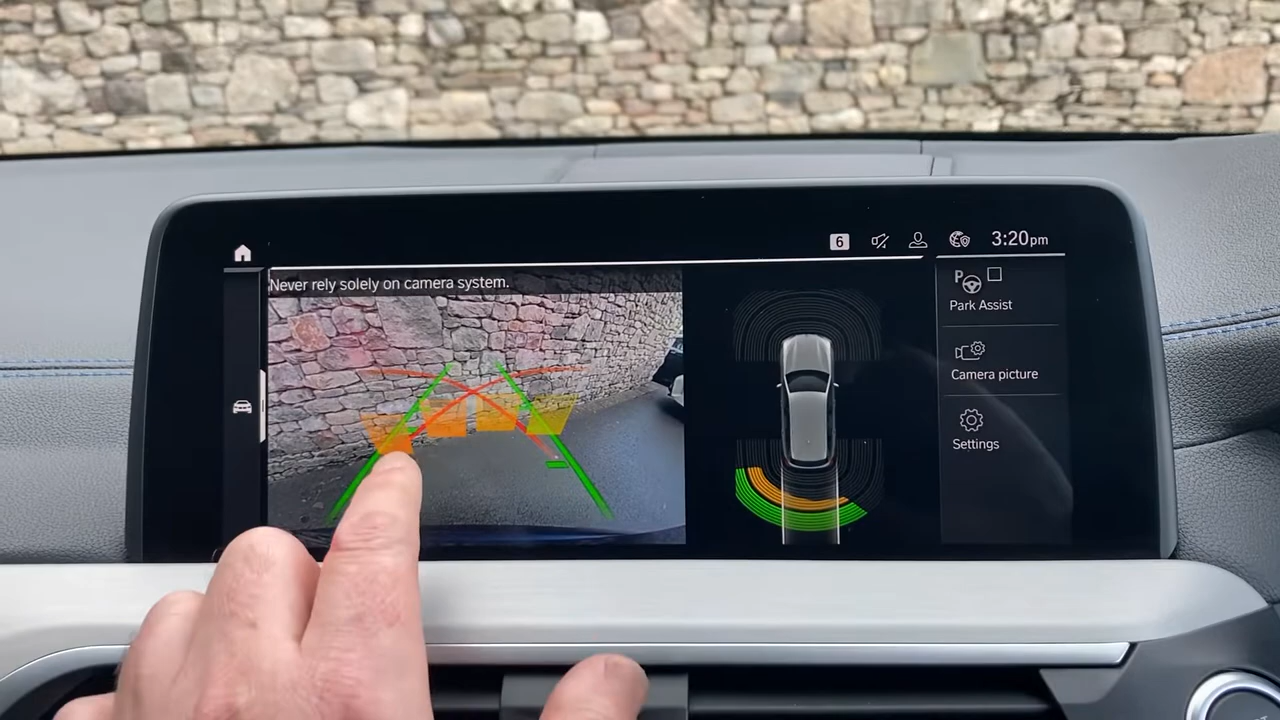 6
3:20pm
Never rely solely on camera system.
P
Park Assist
Camera picture
Settings